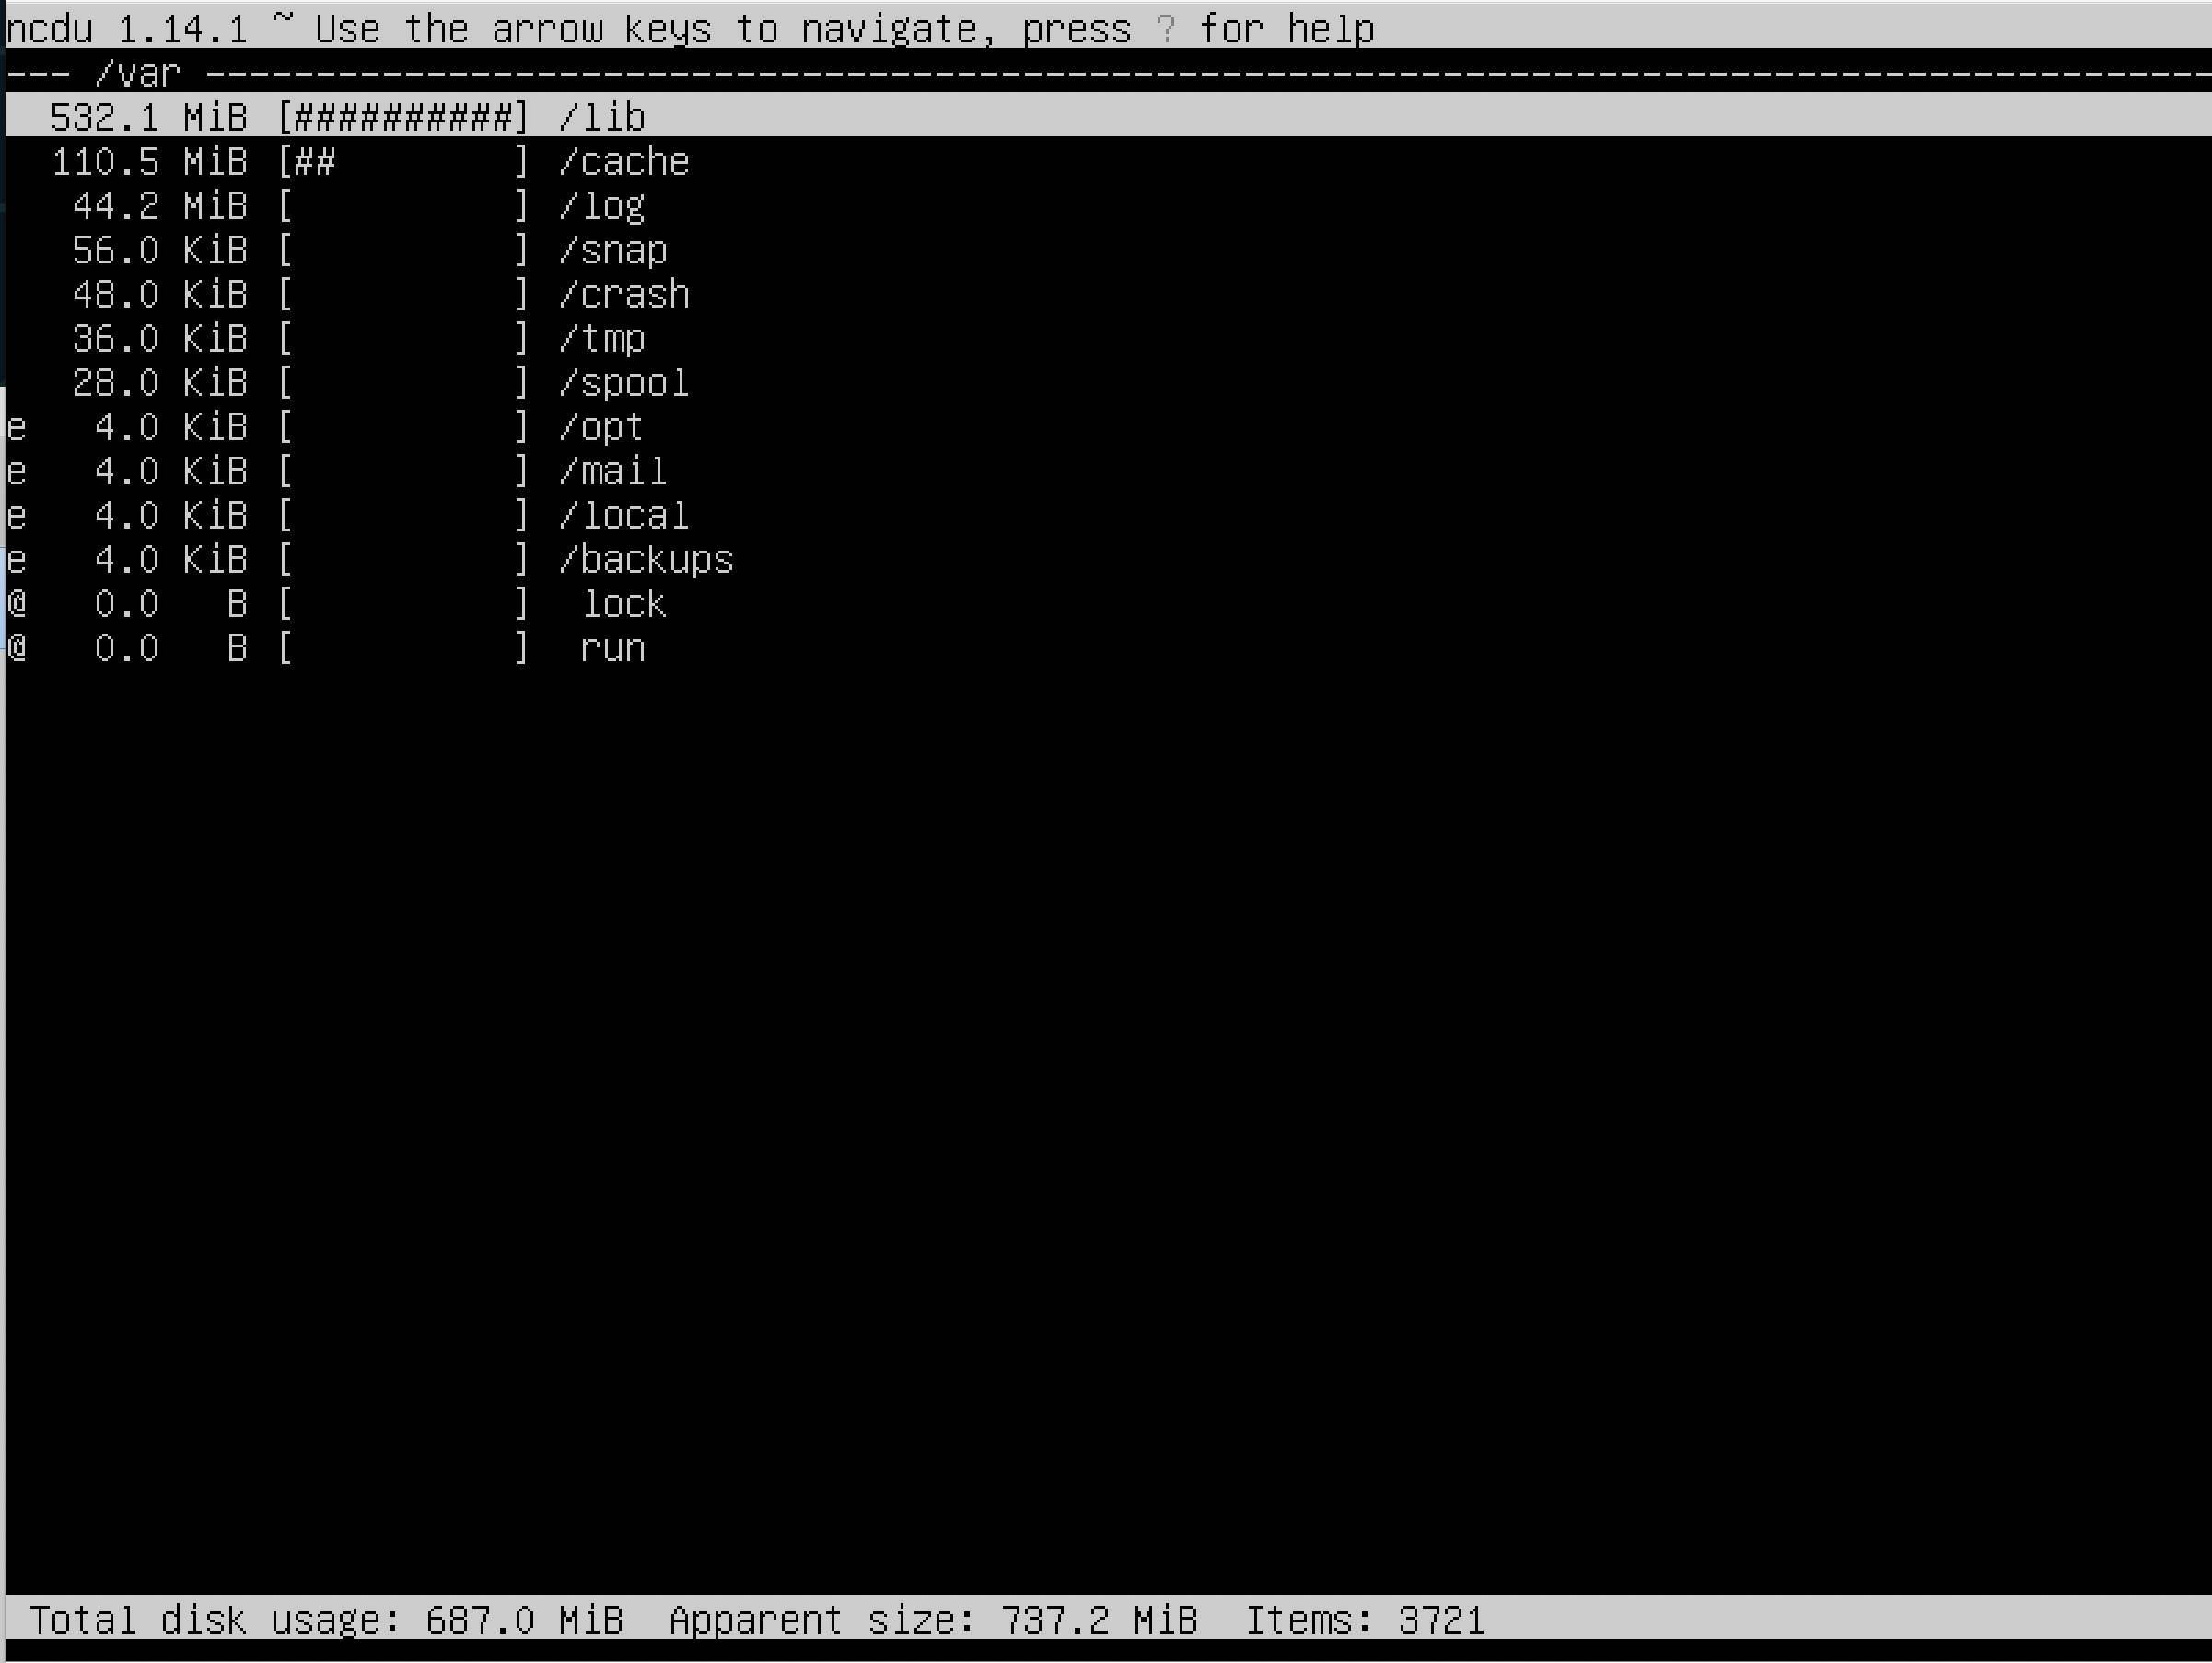 ncdu 1.14.1 ~ Use the arrow keys to navigate, press ? for help
--- /var -------------------------------------------------------------------------------------------
  532.1 MiB [##########] /lib
  110.5 MiB [##        ] /cache
   44.2 MiB [          ] /log
   56.0 KiB [          ] /snap
   48.0 KiB [          ] /crash
   36.0 KiB [          ] /tmp
   28.0 KiB [          ] /spool
e   4.0 KiB [          ] /opt
e   4.0 KiB [          ] /mail
e   4.0 KiB [          ] /local
e   4.0 KiB [          ] /backups
@   0.0   B [          ]  lock
@   0.0   B [          ]  run
 Total disk usage: 687.0 MiB  Apparent size: 737.2 MiB  Items: 3721